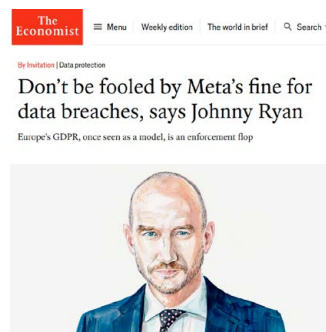 The
Economist
Menu Weekly edition The world in brief Search
By Invitation | Data protection
Don't be fooled by Meta's fine for
data breaches, says Johnny Ryan
Europe's GDPR, once seen as a model, is an enforcement flop